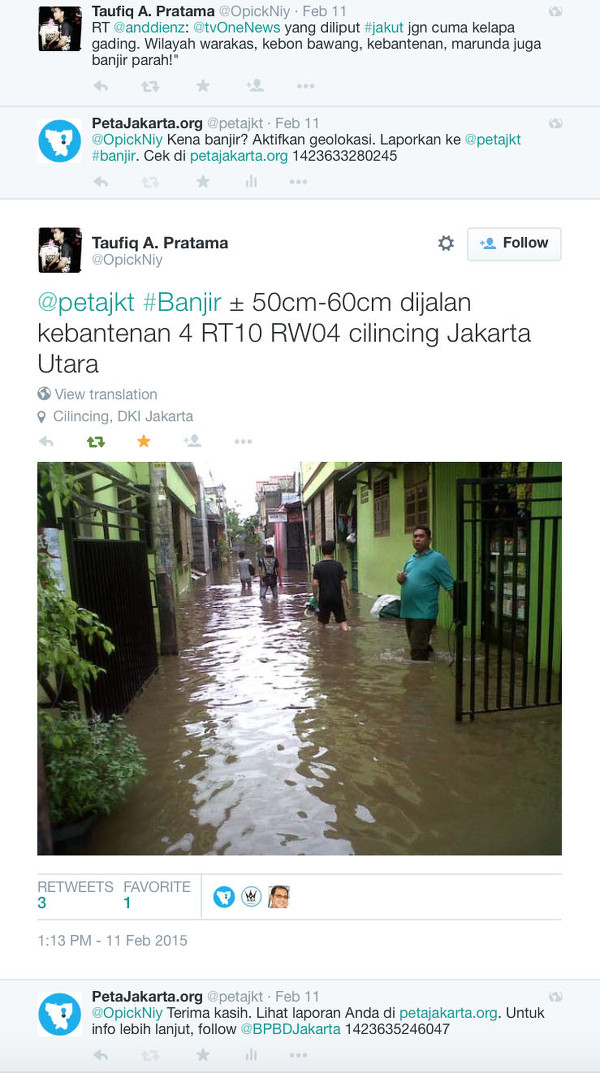 Taufiq A. Pratama @OpickNiy · Feb 11
RT @anddienz: @tvOneNews yang diliput #jakut jgn cuma kelapa
gading. Wilayah warakas, kebon bawang, kebantenan, marunda juga
banjir parah!"
PetaJakarta.org @petajkt · Feb 11
@OpickNiy Kena banjir? Aktifkan geolokasi. Laporkan ke @petajkt
#banjir. Cek di petajakarta.org 1423633280245
Taufiq A. Pratama
@OpickNiy
Follow
@petajkt #Banjir ± 50cm-60cm dijalan
kebantenan 4 RT10 RW04 cilincing Jakarta
Utara
View translation
Cilincing, DKI Jakarta
RETWEETS FAVORITE
3 1
1:13 PM - 11 Feb 2015
PetaJakarta.org @petajkt · Feb 11
@OpickNiy Terima kasih. Lihat laporan Anda di petajakarta.org. Untuk
info lebih lanjut, follow @BPBDJakarta 1423635246047